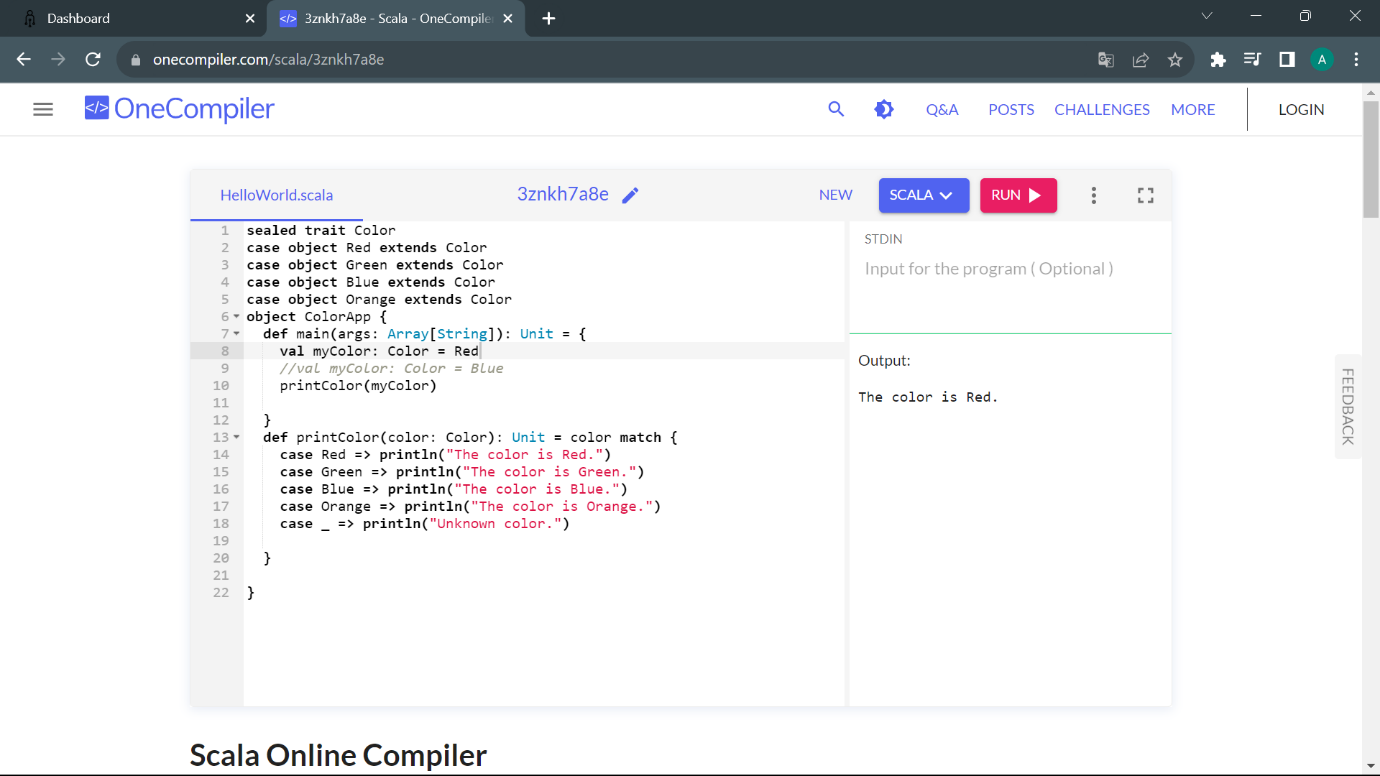 Dashboard
3znkh7a8e - Scala - OneCompile
onecompiler.com/scala/3znkh7a8e
A
</> OneCompiler
Q&A POSTS CHALLENGES MORE LOGIN
HelloWorld.scala
3znkh7a8e
NEW
SCALA
RUN
1 sealed trait Color
2 case object Red extends Color
3 case object Green extends Color
4 case object Blue extends Color
5 case object Orange extends Color
6 object ColorApp {
7 def main(args: Array[String]): Unit = {
8 val myColor: Color = Red
9 //val myColor: Color = Blue
10 printColor(myColor)
11
12 }
13 def printColor(color: Color): Unit = color match {
14 case Red => println("The color is Red.")
15 case Green => println("The color is Green.")
16 case Blue => println("The color is Blue.")
17 case Orange => println("The color is Orange.")
18 case _ => println("Unknown color.")
19
20 }
21
22 }
STDIN
Input for the program ( Optional )
Output:
The color is Red.
FEEDBACK
Scala Online Compiler